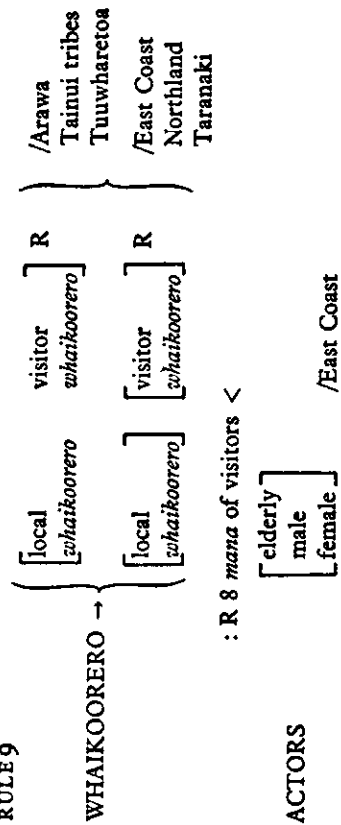 RULE 9
local visitor R /Arawa
whaikoorero whaikoorero Tainui tribes
Tuuwharetoa
WHAIKOORERO →
local visitor R /East Coast
whaikoorero whaikoorero Northland
Taranaki
: R 8 mana of visitors <
elderly
ACTORS male
female /East Coast